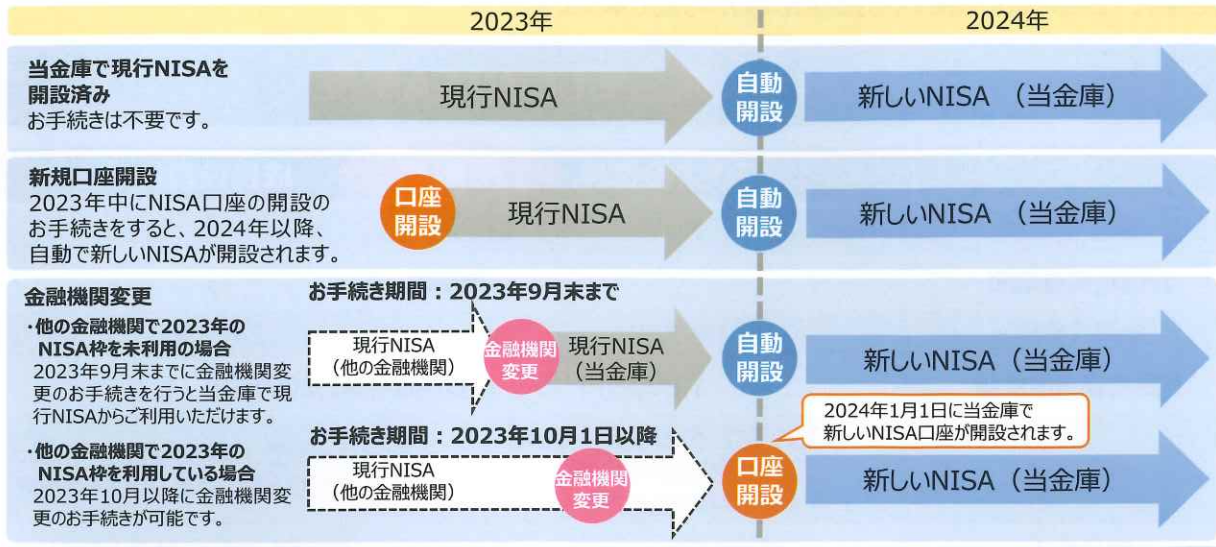 2023年
2024年
当金庫で現行NISAを
開設済み
お手続きは不要です。
現行NISA
自動
開設
新しいNISA （当金庫）
新規口座開設
2023年中にNISA口座の開設の
お手続きをすると、2024年以降、
自動で新しいNISAが開設されます。
口座
開設
現行NISA
自動
開設
新しいNISA （当金庫）
金融機関変更
・他の金融機関で2023年の
NISA枠を未利用の場合
2023年9月末までに金融機関変
更のお手続きを行うと当金庫で現
行NISAからご利用いただけます。
お手続き期間：2023年9月末まで
現行NISA
（他の金融機関）
金融機関
変更
現行NISA
（当金庫）
自動
開設
新しいNISA （当金庫）
・他の金融機関で2023年の
NISA枠を利用している場合
2023年10月以降に金融機関変
更のお手続きが可能です。
お手続き期間：2023年10月1日以降
現行NISA
（他の金融機関）
金融機関
変更
口座
開設
2024年1月1日に当金庫で
新しいNISA口座が開設されます。
新しいNISA（当金庫）